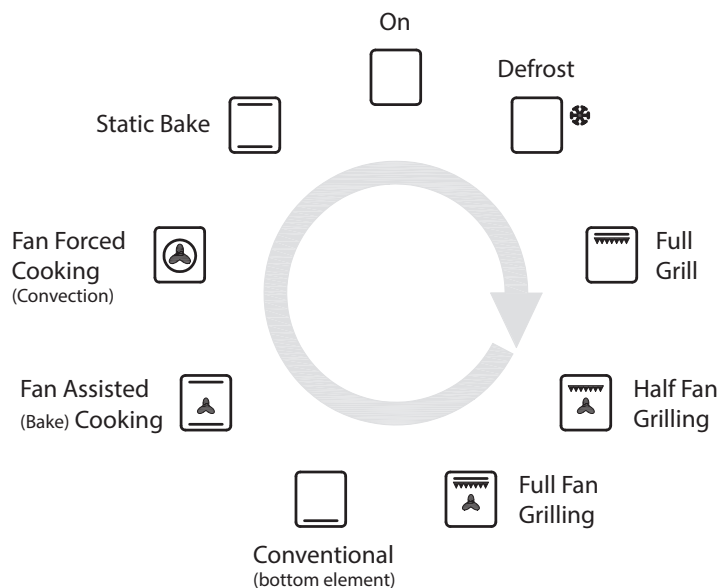 On
Defrost
Static Bake
Full
Grill
Fan Forced
Cooking
(Convection)
Half Fan
Grilling
Fan Assisted
(Bake) Cooking
Full Fan
Grilling
Conventional
(bottom element)